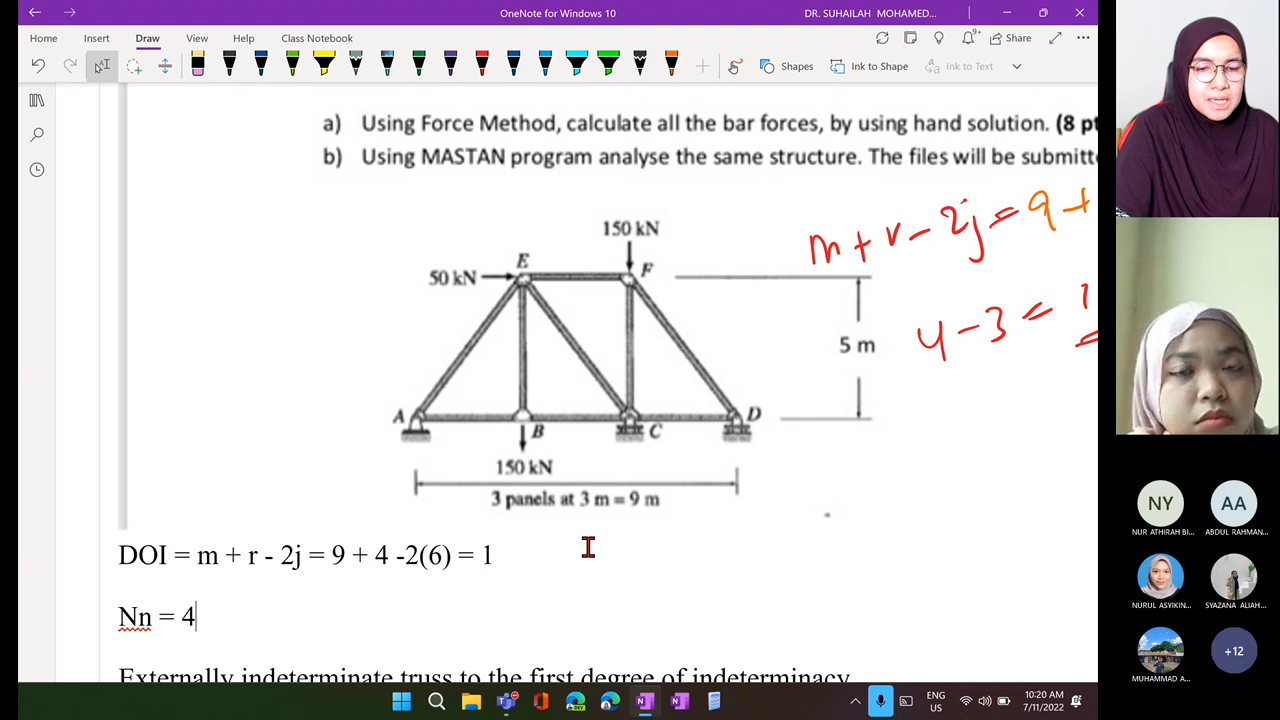 OneNote for Windows 10
DR. SUHAILAH MOHAMED...
Home Insert Draw View Help Class Notebook
9+ Share
Shapes Ink to Shape Ink to Text
a) Using Force Method, calculate all the bar forces, by using hand solution. (8 pt
b) Using MASTAN program analyse the same structure. The files will be submitt
m + r - 2j = 9 +
4 - 3 = 1
150 kN
50 kN E F
5 m
A B C D
150 kN
3 panels at 3 m = 9 m
DOI = m + r - 2j = 9 + 4 -2(6) = 1
Nn = 4
Externally indeterminate truss to the first degree of indeterminacy
NY AA
NUR ATHIRAH BI... ABDUL RAHMAN...
NURUL ASYIKIN... SYAZANA ALIAH...
MUHAMMAD A... +12
DEV
ENG
US
10:20 AM
7/11/2022